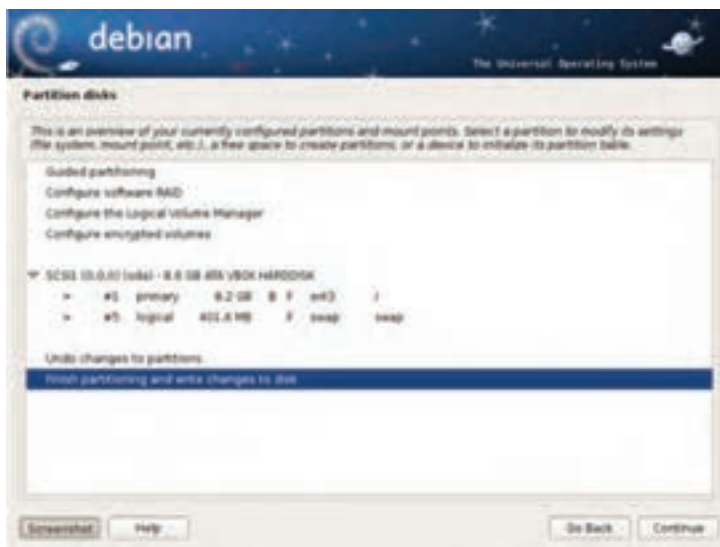 debian
The Universal Operating System
Partition disks
This is an overview of your currently configured partitions and mount points. Select a partition to modify its settings
(file system, mount point, etc.), a free space to create partitions, or a device to initialize its partition table.
Guided partitioning
Configure software RAID
Configure the Logical Volume Manager
Configure encrypted volumes
SCSI1 (0,0,0) (sda) - 8.6 GB ATA VBOX HARDDISK
> #1 primary 8.2 GB B F ext3 /
> #5 logical 401.6 MB F swap swap
Undo changes to partitions
Finish partitioning and write changes to disk
Screenshot Help Go Back Continue